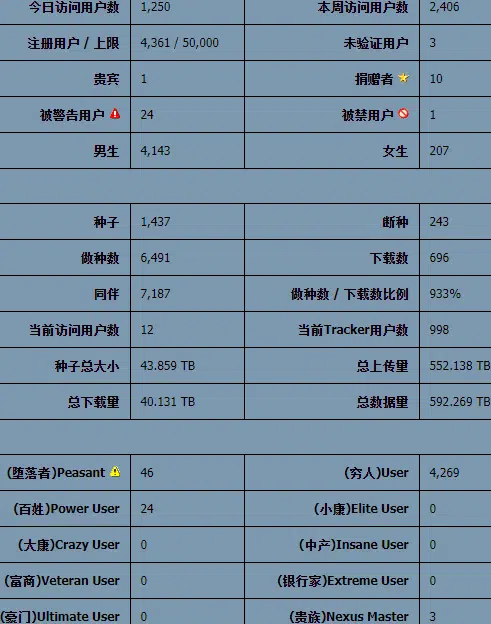 今日访问用户数 1,250 本周访问用户数 2,406
注册用户 / 上限 4,361 / 50,000 未验证用户 3
贵宾 1 捐赠者 10
被警告用户 24 被禁用户 1
男生 4,143 女生 207
种子 1,437 断种 243
做种数 6,491 下载数 696
同伴 7,187 做种数 / 下载数比例 933%
当前访问用户数 12 当前Tracker用户数 998
种子总大小 43.859 TB 总上传量 552.138 TB
总下载量 40.131 TB 总数据量 592.269 TB
(堕落者)Peasant 46 (穷人)User 4,269
(百姓)Power User 24 (小康)Elite User 0
(大康)Crazy User 0 (中产)Insane User 0
(富商)Veteran User 0 (银行家)Extreme User 0
(豪门)Ultimate User 0 (贵族)Nexus Master 3